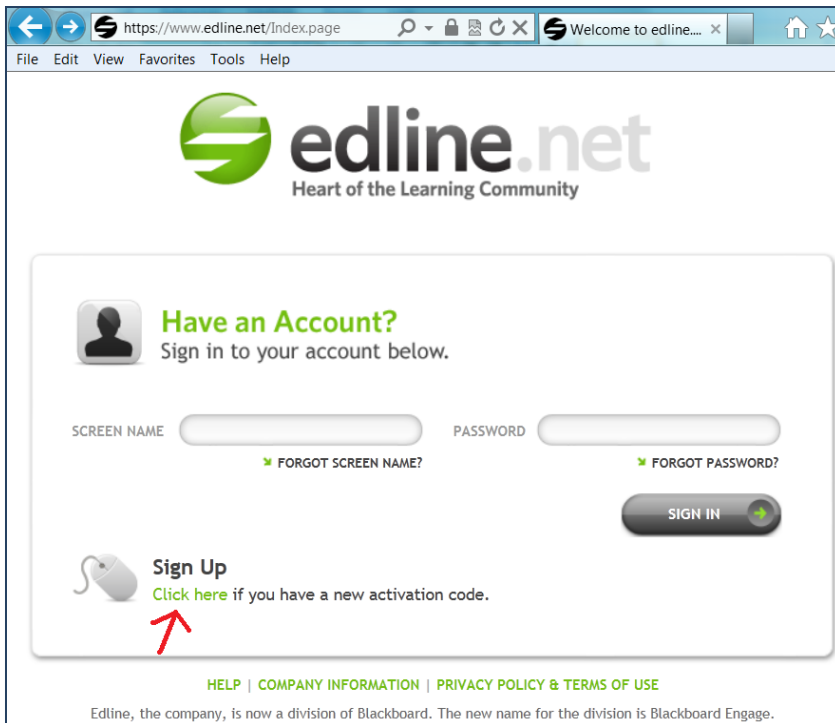 https://www.edline.net/Index.page
Welcome to edline....
File Edit View Favorites Tools Help
edline.net
Heart of the Learning Community
Have an Account?
Sign in to your account below.
SCREEN NAME PASSWORD
FORGOT SCREEN NAME? FORGOT PASSWORD?
SIGN IN
Sign Up
Click here if you have a new activation code.
HELP | COMPANY INFORMATION | PRIVACY POLICY & TERMS OF USE
Edline, the company, is now a division of Blackboard. The new name for the division is Blackboard Engage.